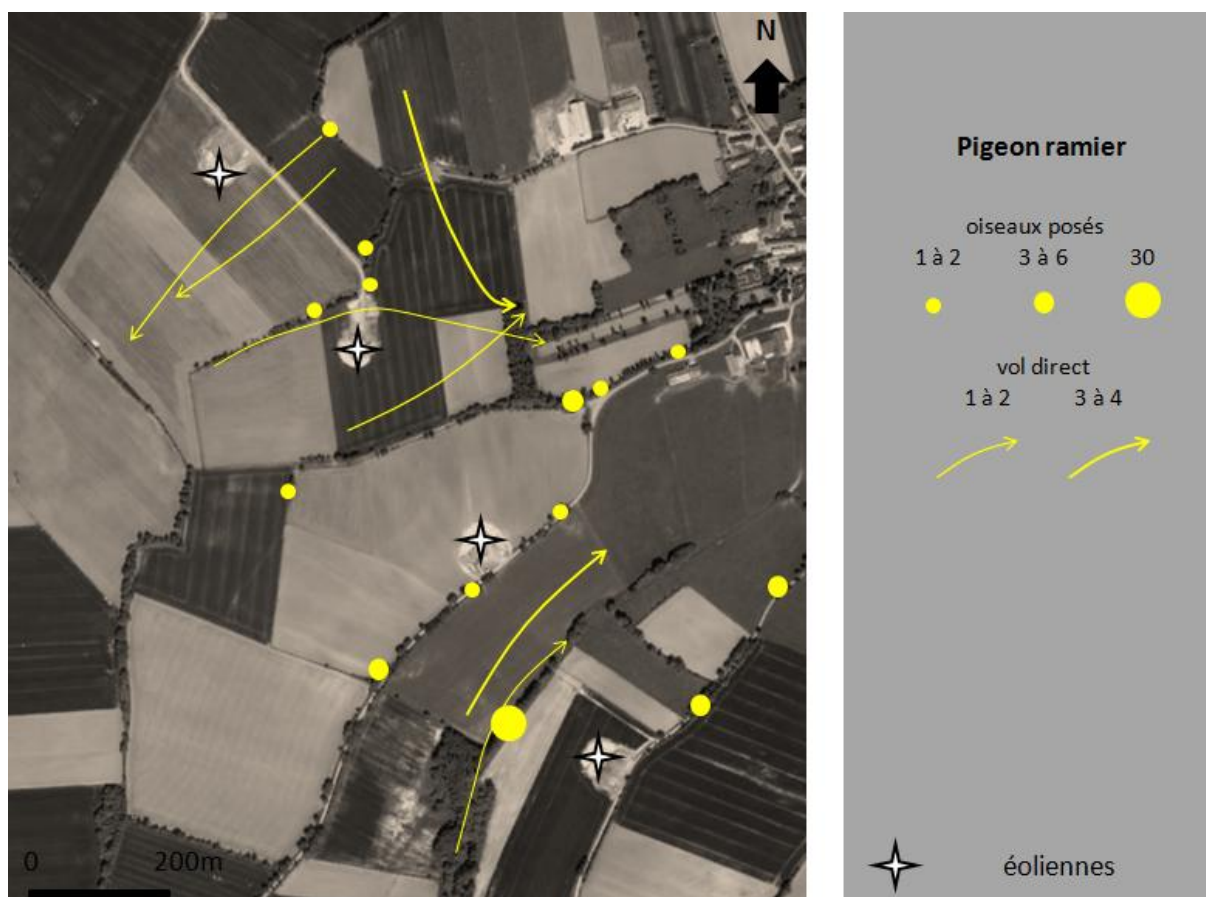 N
0 200m
Pigeon ramier
oiseaux posés
1 à 2 3 à 6 30
vol direct
1 à 2 3 à 4
éoliennes